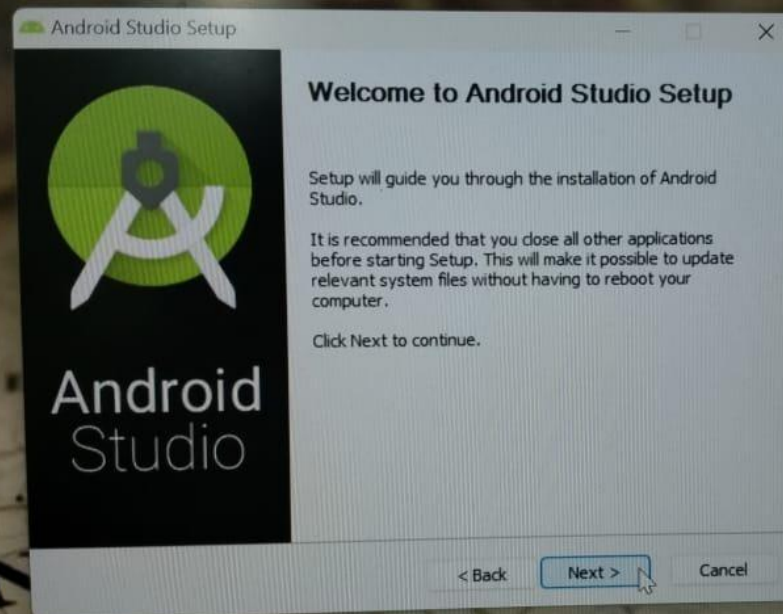 Android Studio Setup
Welcome to Android Studio Setup
Setup will guide you through the installation of Android
Studio.
It is recommended that you close all other applications
before starting Setup. This will make it possible to update
relevant system files without having to reboot your
computer.
Click Next to continue.
Android
Studio
< Back
Next >
Cancel